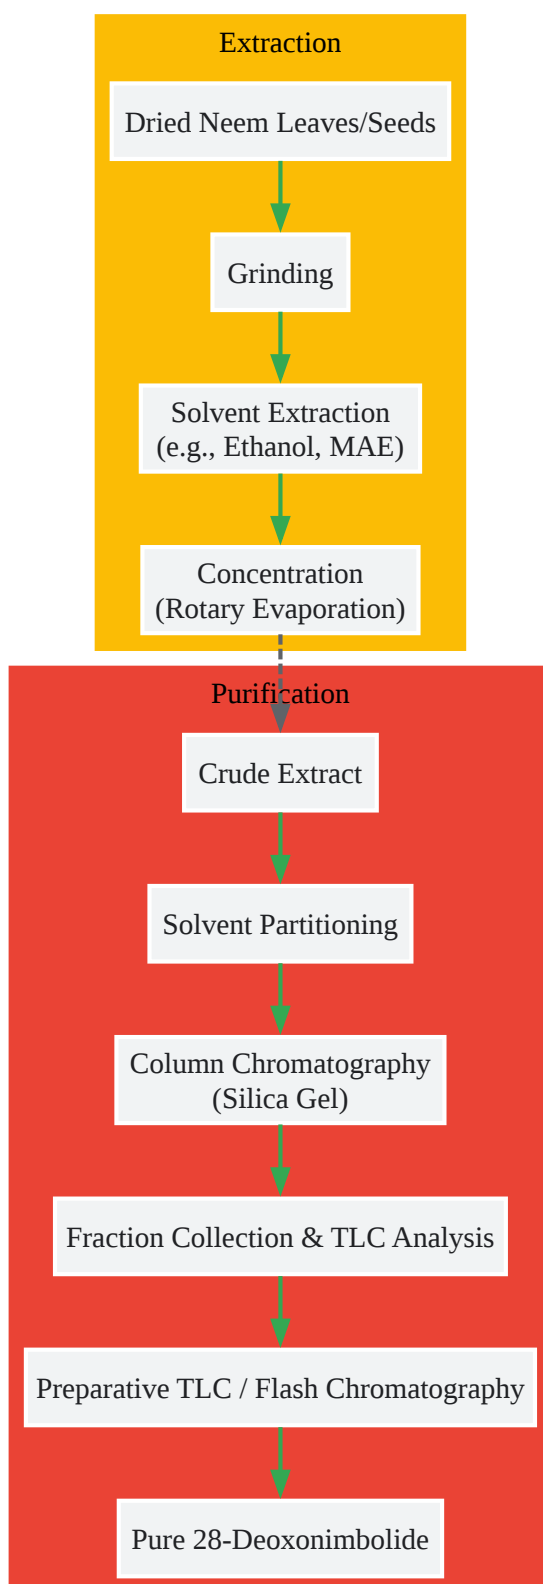 Extraction
Dried Neem Leaves/Seeds
Grinding
Solvent Extraction
(e.g., Ethanol, MAE)
Concentration
(Rotary Evaporation)
Purification
Crude Extract
Solvent Partitioning
Column Chromatography
(Silica Gel)
Fraction Collection & TLC Analysis
Preparative TLC / Flash Chromatography
Pure 28-Deoxonimbolide